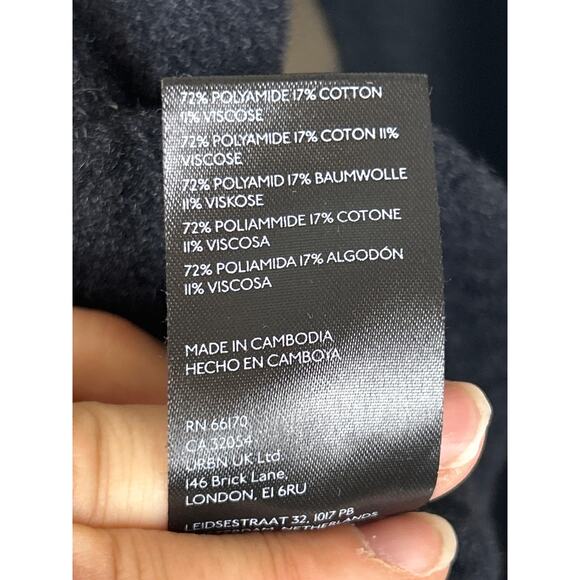 72% POLYAMIDE 17% COTTON
11% VISCOSE
72% POLYAMIDE 17% COTON 11%
VISCOSE
72% POLYAMID 17% BAUMWOLLE
11% VISKOSE
72% POLIAMMIDE 17% COTONE
11% VISCOSA
72% POLIAMIDA 17% ALGODÓN
11% VISCOSA
MADE IN CAMBODIA
HECHO EN CAMBOYA
RN 66170
CA 32054
URBN UK Ltd.
146 Brick Lane,
LONDON, E1 6RU
LEIDSESTRAAT 32, 1017 PB
NETHERLANDS